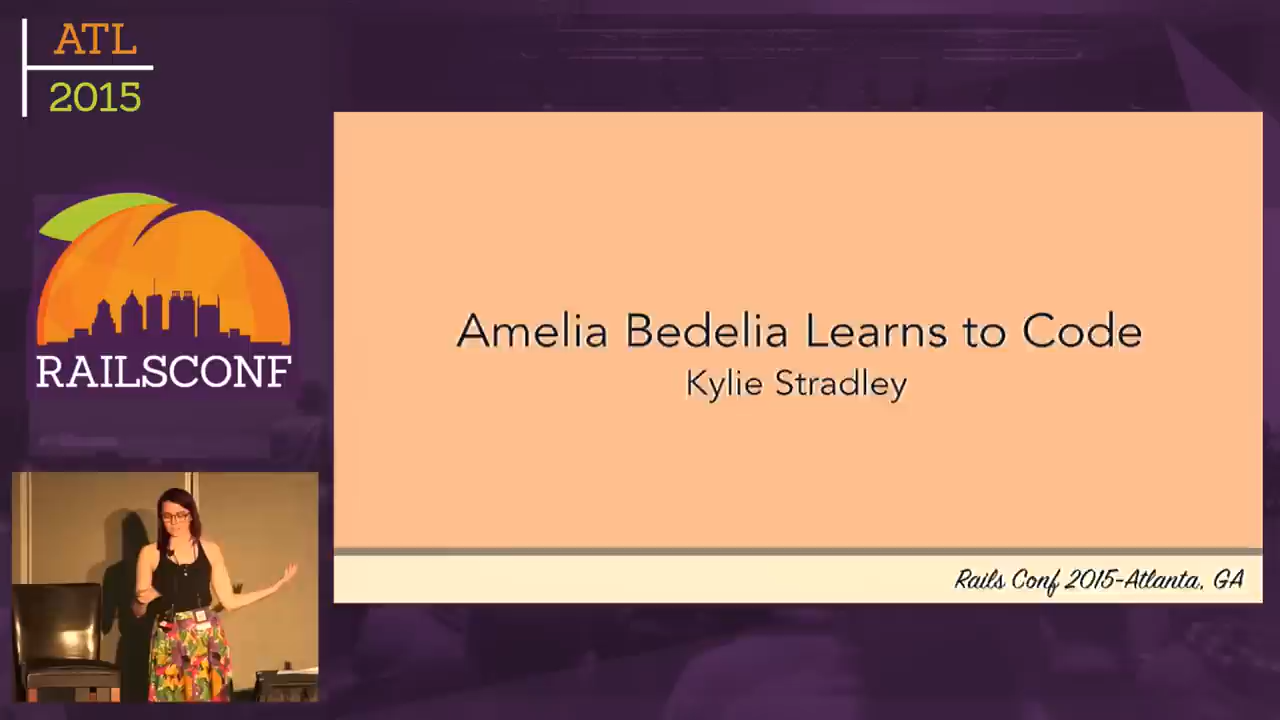 ATL
2015
RAILSCONF
Amelia Bedelia Learns to Code
Kylie Stradley
Rails Conf 2015-Atlanta, GA